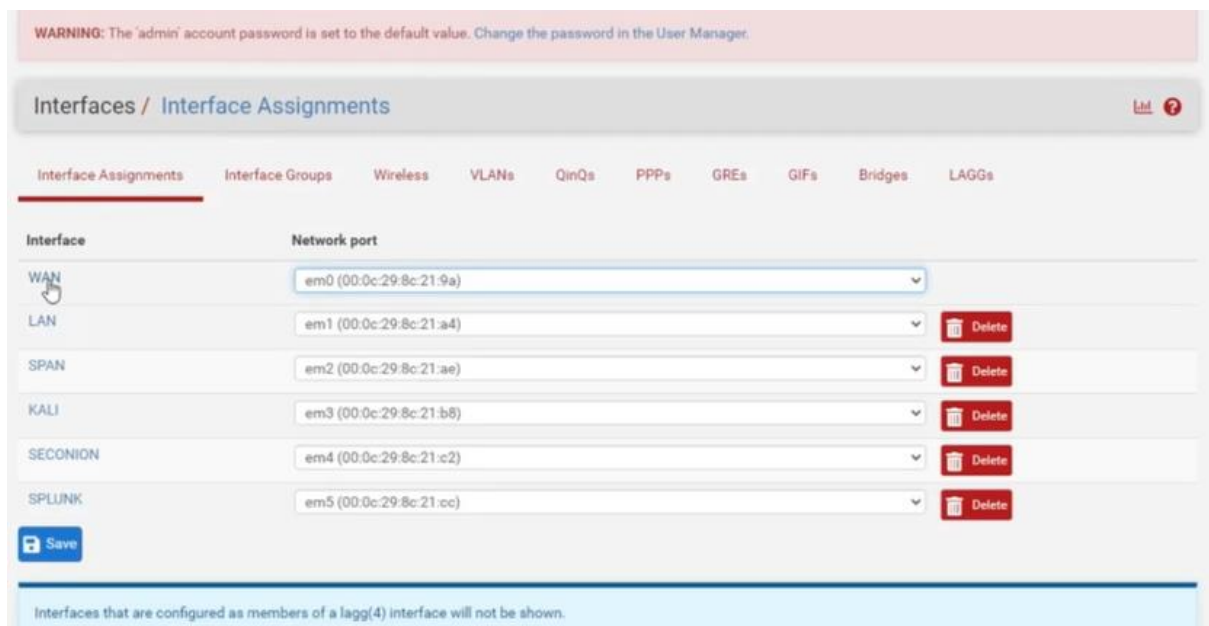 WARNING: The 'admin' account password is set to the default value. Change the password in the User Manager.
Interfaces / Interface Assignments
Interface Assignments Interface Groups Wireless VLANs QinQs PPPs GREs GIFs Bridges LAGGs
Interface Network port
WAN em0 (00:0c:29:8c:21:9a)
LAN em1 (00:0c:29:8c:21:a4) Delete
SPAN em2 (00:0c:29:8c:21:ae) Delete
KALI em3 (00:0c:29:8c:21:b8) Delete
SECONION em4 (00:0c:29:8c:21:c2) Delete
SPLUNK em5 (00:0c:29:8c:21:cc) Delete
Save
Interfaces that are configured as members of a lagg(4) interface will not be shown.